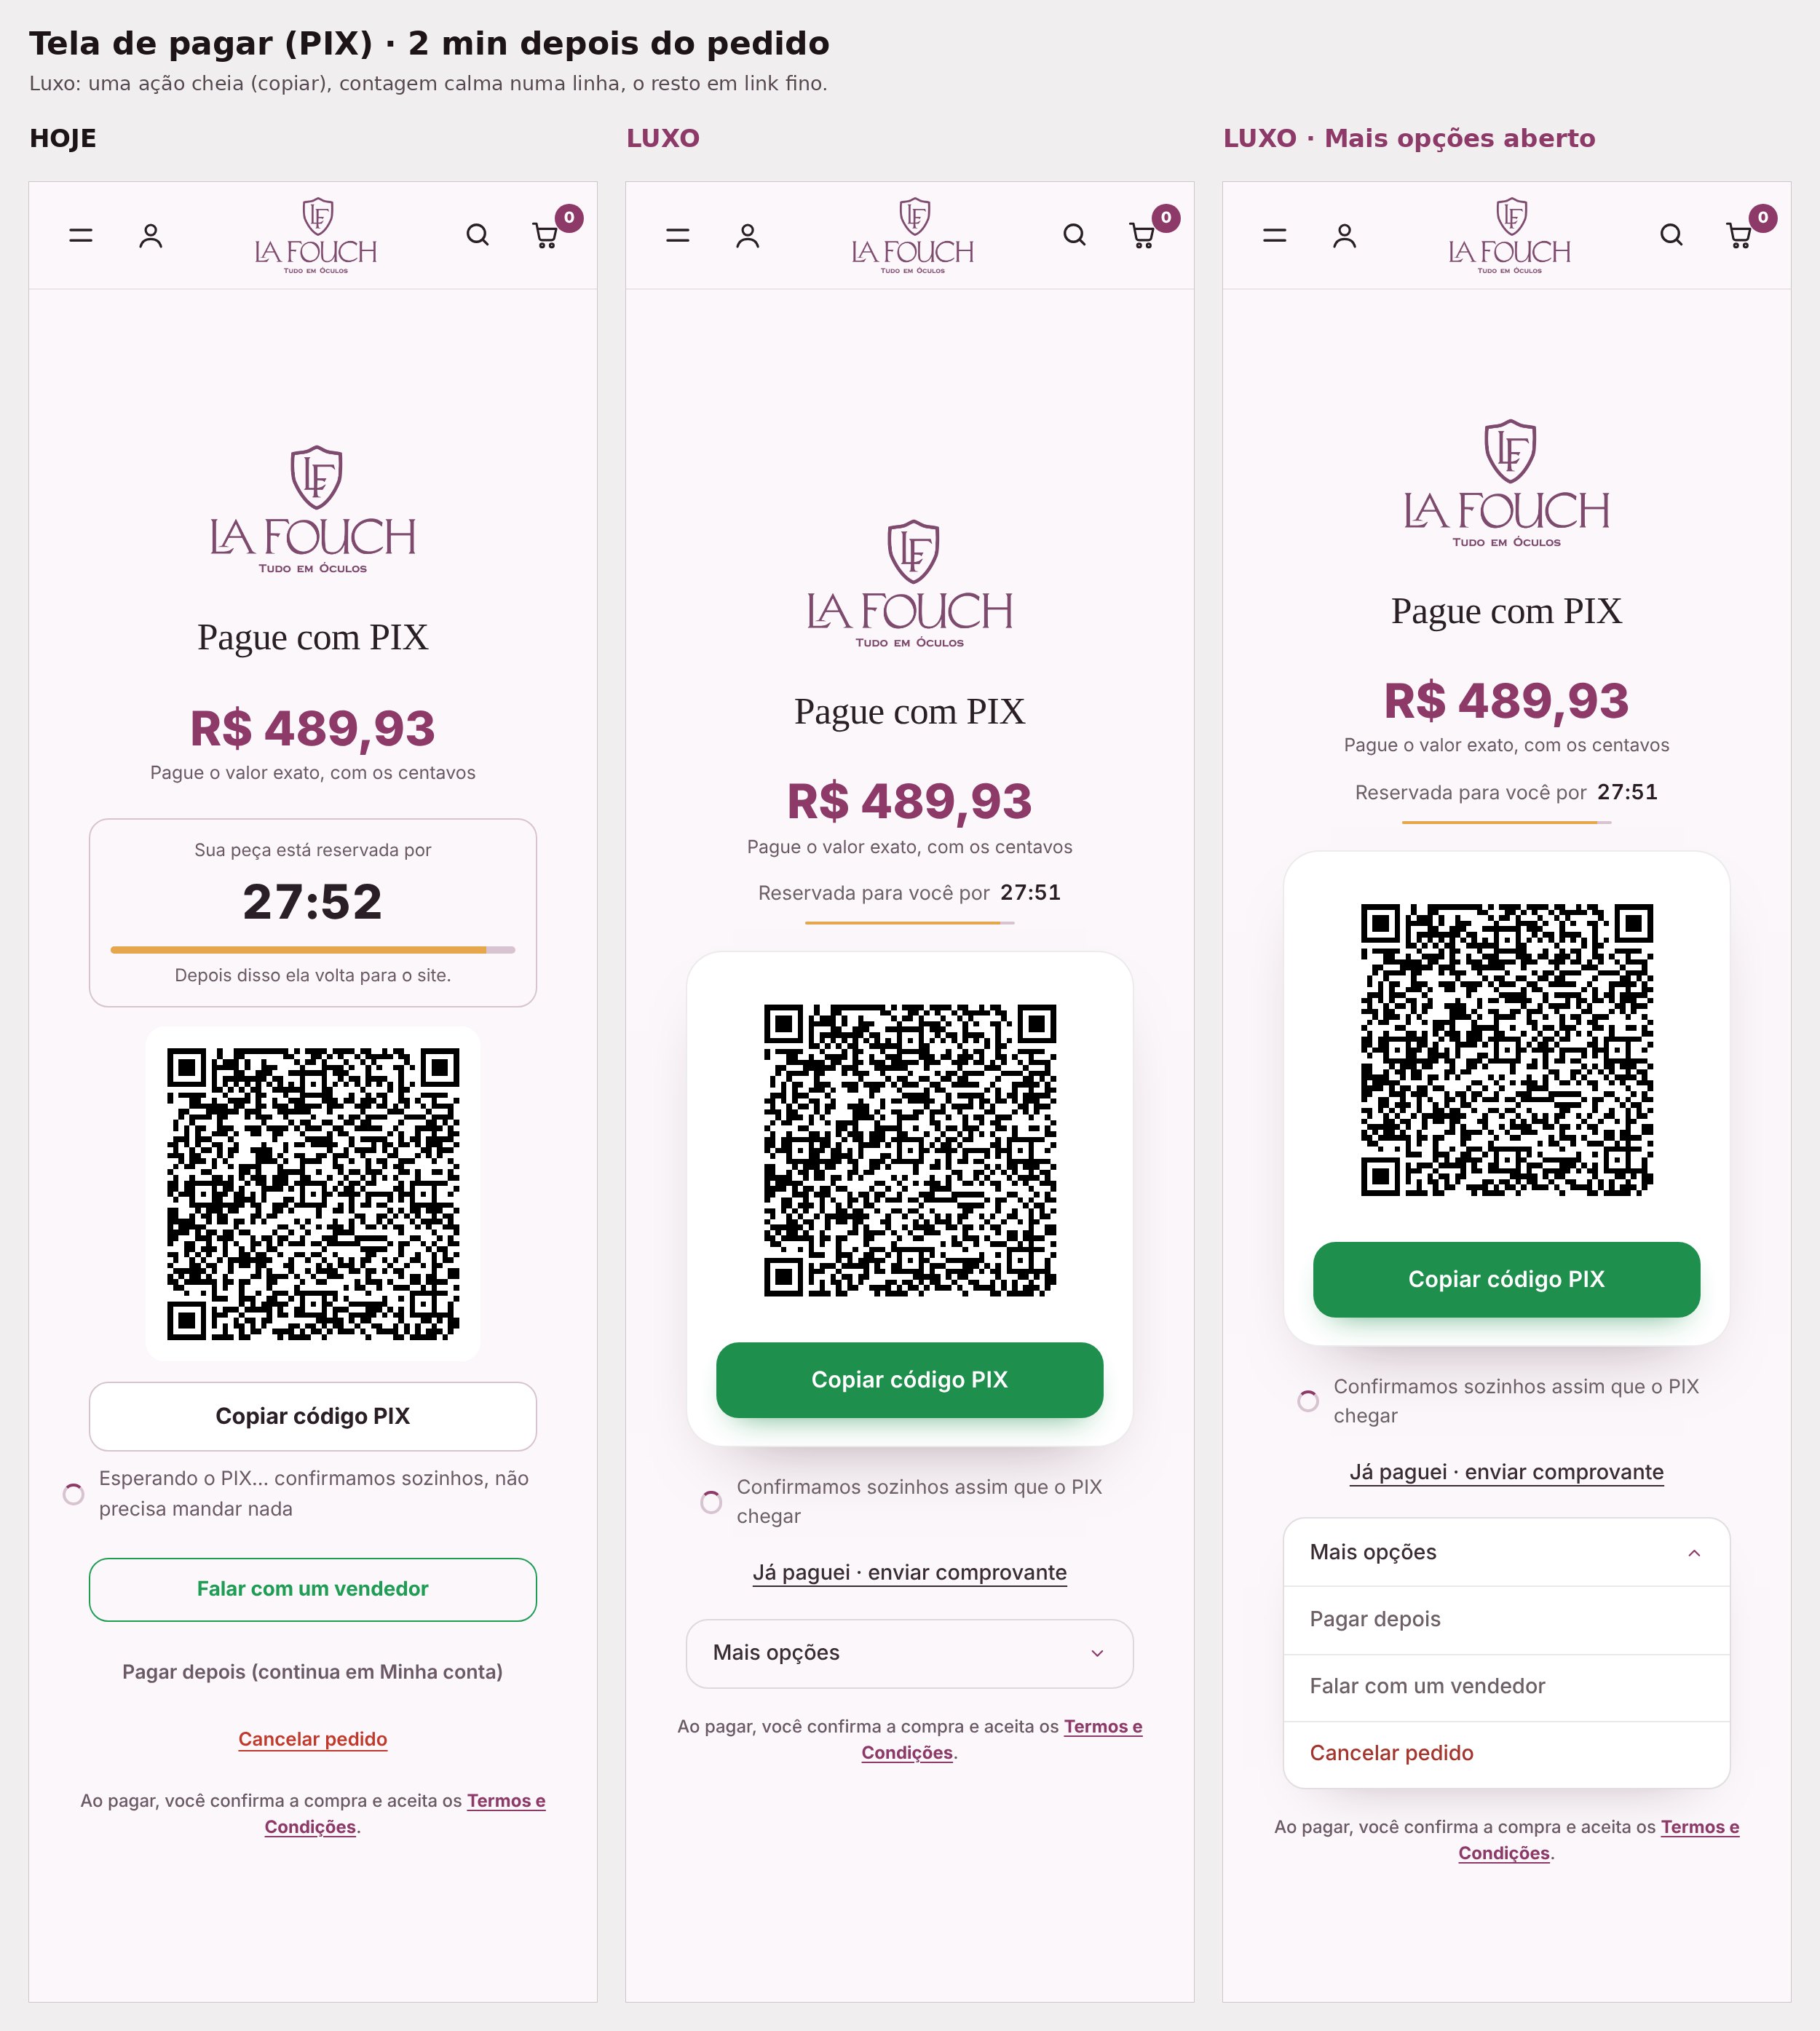 Tela de pagar (PIX) · 2 min depois do pedido
Luxo: uma ação cheia (copiar), contagem calma numa linha, o resto em link fino.
HOJE
LF
LA FOUCH
Tudo em Óculos
0
LF
LA FOUCH
Tudo em Óculos
Pague com PIX
R$ 489,93
Pague o valor exato, com os centavos
Sua peça está reservada por
27:52
Depois disso ela volta para o site.
Copiar código PIX
Esperando o PIX... confirmamos sozinhos, não
precisa mandar nada
Falar com um vendedor
Pagar depois (continua em Minha conta)
Cancelar pedido
Ao pagar, você confirma a compra e aceita os Termos e
Condições.
LUXO
LF
LA FOUCH
Tudo em Óculos
0
LF
LA FOUCH
Tudo em Óculos
Pague com PIX
R$ 489,93
Pague o valor exato, com os centavos
Reservada para você por 27:51
Copiar código PIX
Confirmamos sozinhos assim que o PIX
chegar
Já paguei · enviar comprovante
Mais opções
Ao pagar, você confirma a compra e aceita os Termos e
Condições.
LUXO · Mais opções aberto
LF
LA FOUCH
Tudo em Óculos
0
LF
LA FOUCH
Tudo em Óculos
Pague com PIX
R$ 489,93
Pague o valor exato, com os centavos
Reservada para você por 27:51
Copiar código PIX
Confirmamos sozinhos assim que o PIX
chegar
Já paguei · enviar comprovante
Mais opções
Pagar depois
Falar com um vendedor
Cancelar pedido
Ao pagar, você confirma a compra e aceita os Termos e
Condições.